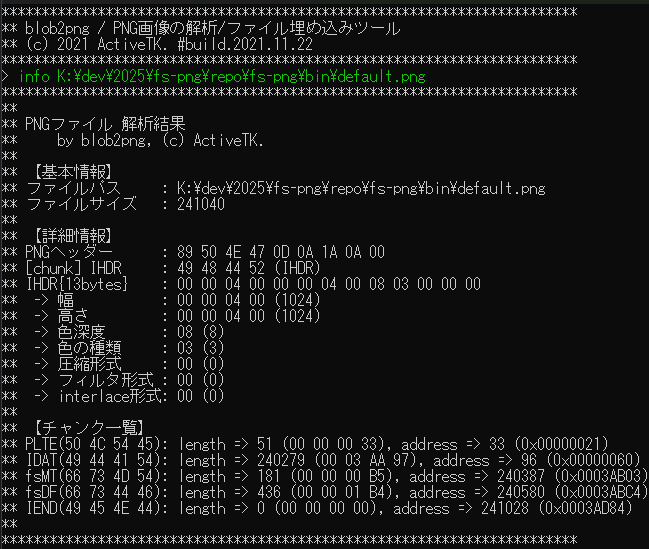 ************************************************************************
** blob2png / PNG画像の解析/ファイル埋め込みツール
** (c) 2021 ActiveTK. #build.2021.11.22
************************************************************************
> info K:¥dev¥2025¥fs-png¥repo¥fs-png¥bin¥default.png
************************************************************************
**
** PNGファイル 解析結果
**     by blob2png, (c) ActiveTK.
**
** 【基本情報】
** ファイルパス     : K:¥dev¥2025¥fs-png¥repo¥fs-png¥bin¥default.png
** ファイルサイズ   : 241040
**
** 【詳細情報】
** PNGヘッダー      : 89 50 4E 47 0D 0A 1A 0A 00
** [chunk] IHDR     : 49 48 44 52 (IHDR)
** IHDR{13bytes}    : 00 00 04 00 00 00 04 00 08 03 00 00 00
**  -> 幅           : 00 00 04 00 (1024)
**  -> 高さ         : 00 00 04 00 (1024)
**  -> 色深度       : 08 (8)
**  -> 色の種類     : 03 (3)
**  -> 圧縮形式     : 00 (0)
**  -> フィルタ形式 : 00 (0)
**  -> interlace形式: 00 (0)
**
** 【チャンク一覧】
** PLTE(50 4C 54 45): length => 51 (00 00 00 33), address => 33 (0x00000021)
** IDAT(49 44 41 54): length => 240279 (00 03 AA 97), address => 96 (0x00000060)
** fsMT(66 73 4D 54): length => 181 (00 00 00 B5), address => 240387 (0x0003AB03)
** fsDF(66 73 44 46): length => 436 (00 00 01 B4), address => 240580 (0x0003ABC4)
** IEND(49 45 4E 44): length => 0 (00 00 00 00), address => 241028 (0x0003AD84)
**
************************************************************************